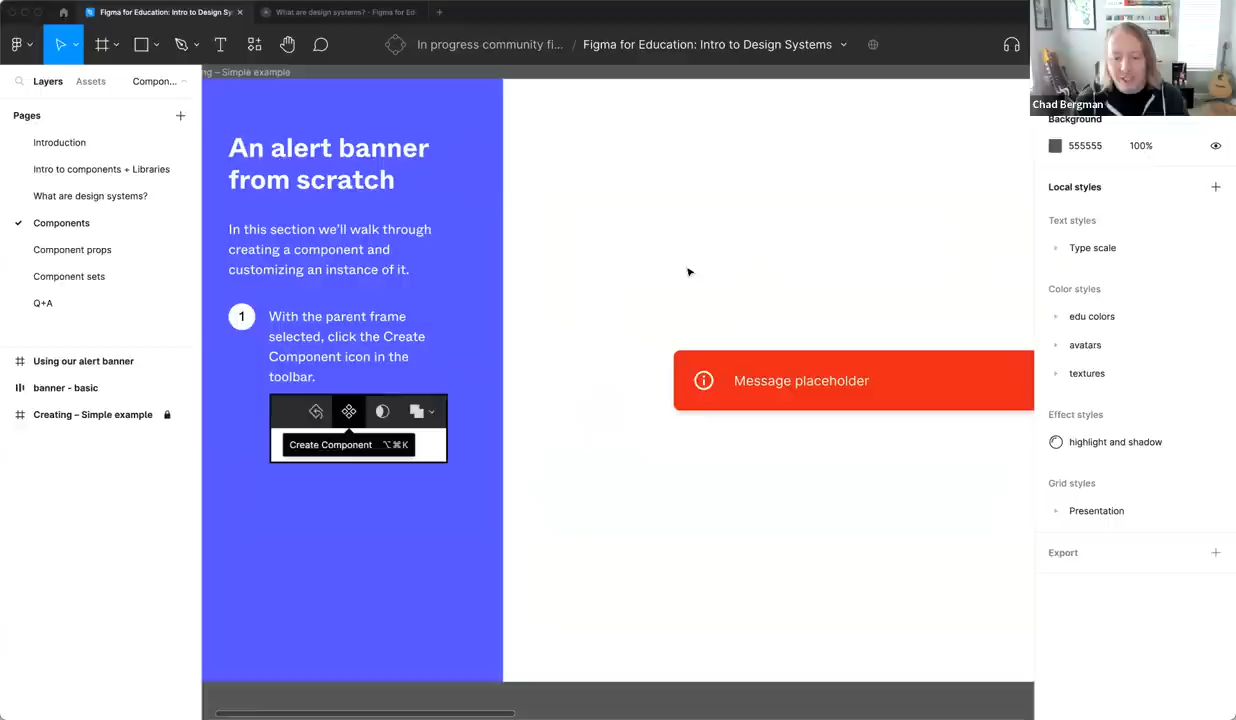 Figma for Education: Intro to Design Sy
What are design systems? - Figma for Ed
In progress community fi... / Figma for Education: Intro to Design Systems
Chad Bergman
Layers
Assets
Compon...
Pages
Introduction
Intro to components + Libraries
What are design systems?
Components
Component props
Component sets
Q+A
Using our alert banner
banner - basic
Creating – Simple example
ng – Simple example
An alert banner
from scratch
In this section we'll walk through
creating a component and
customizing an instance of it.
1
With the parent frame
selected, click the Create
Component icon in the
toolbar.
Create Component ⌥⌘K
Message placeholder
Background
555555 100%
Local styles
Text styles
Type scale
Color styles
edu colors
avatars
textures
Effect styles
highlight and shadow
Grid styles
Presentation
Export